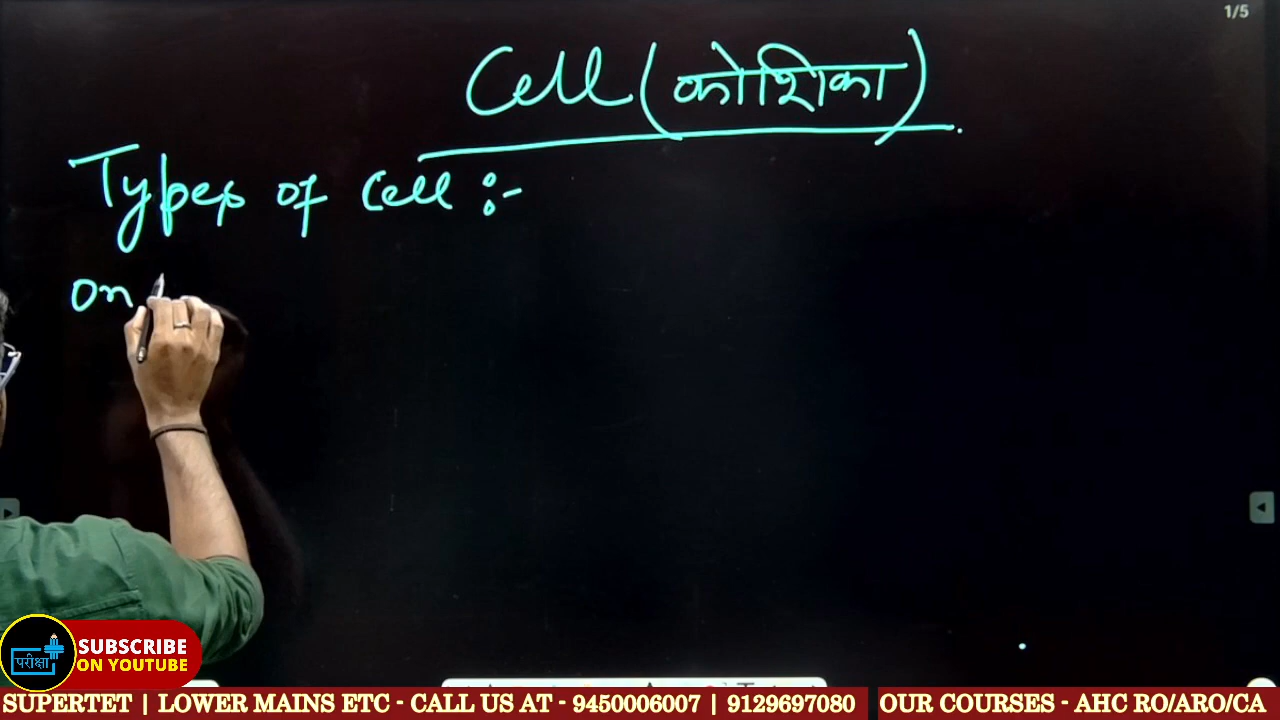 1/5
Cell (कोशिका)
Types of Cell :-
on
परीक्षा
SUBSCRIBE
ON YOUTUBE
SUPERTET | LOWER MAINS ETC - CALL US AT - 9450006007 | 9129697080
OUR COURSES - AHC RO/ARO/CA